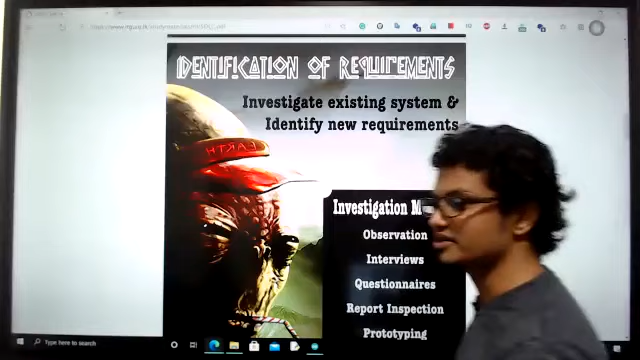 IDENTIFICATION OF REQUIREMENTS
Investigate existing system &
Identify new requirements
EARTH
Investigation
Observation
Interviews
Questionnaires
Report Inspection
Prototyping
Type here to search